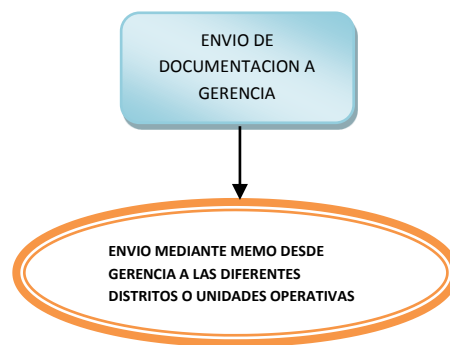 ENVIO DE
DOCUMENTACION A
GERENCIA
ENVIO MEDIANTE MEMO DESDE
GERENCIA A LAS DIFERENTES
DISTRITOS O UNIDADES OPERATIVAS